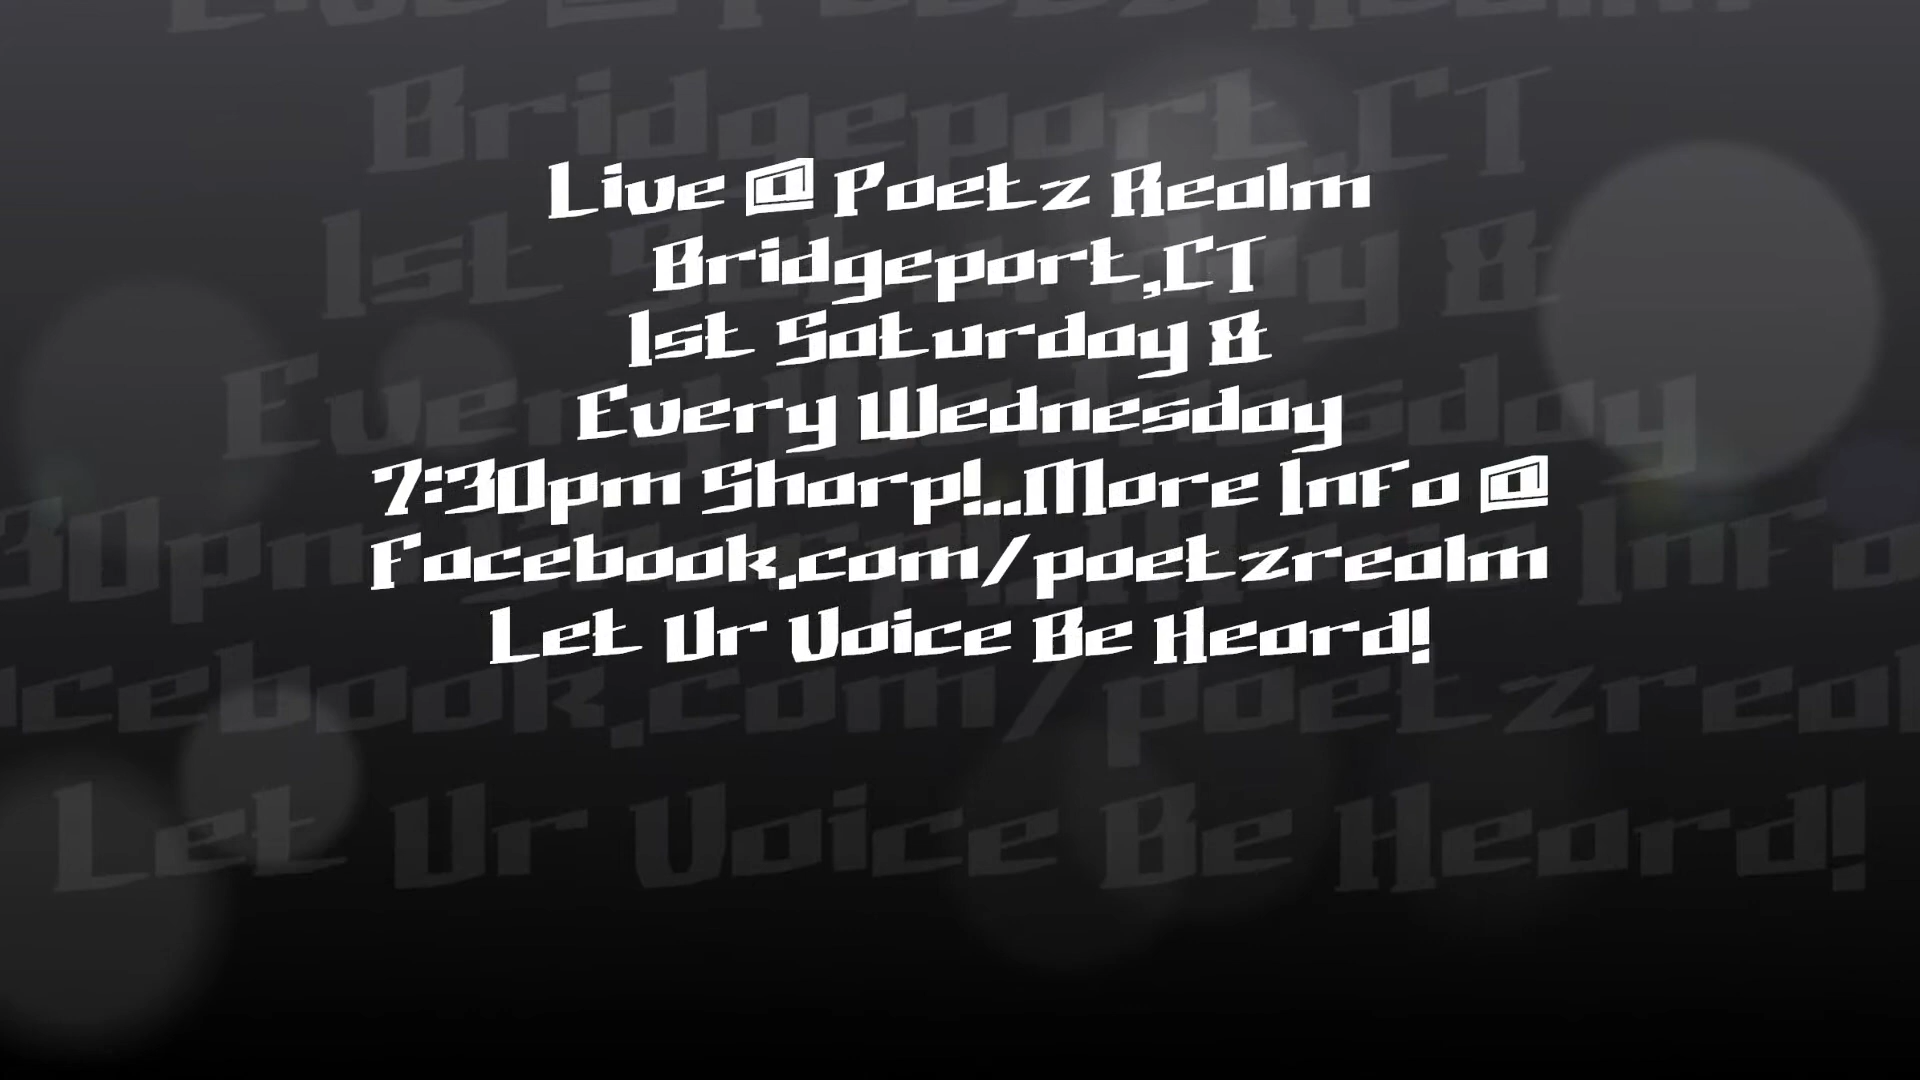 Live @ Poetz Realm
Bridgeport,CT
1st Saturday &
Every Wednesday
7:30pm Sharp!..More Info @
Facebook.com/poetzrealm
Let Ur Voice Be Heard!